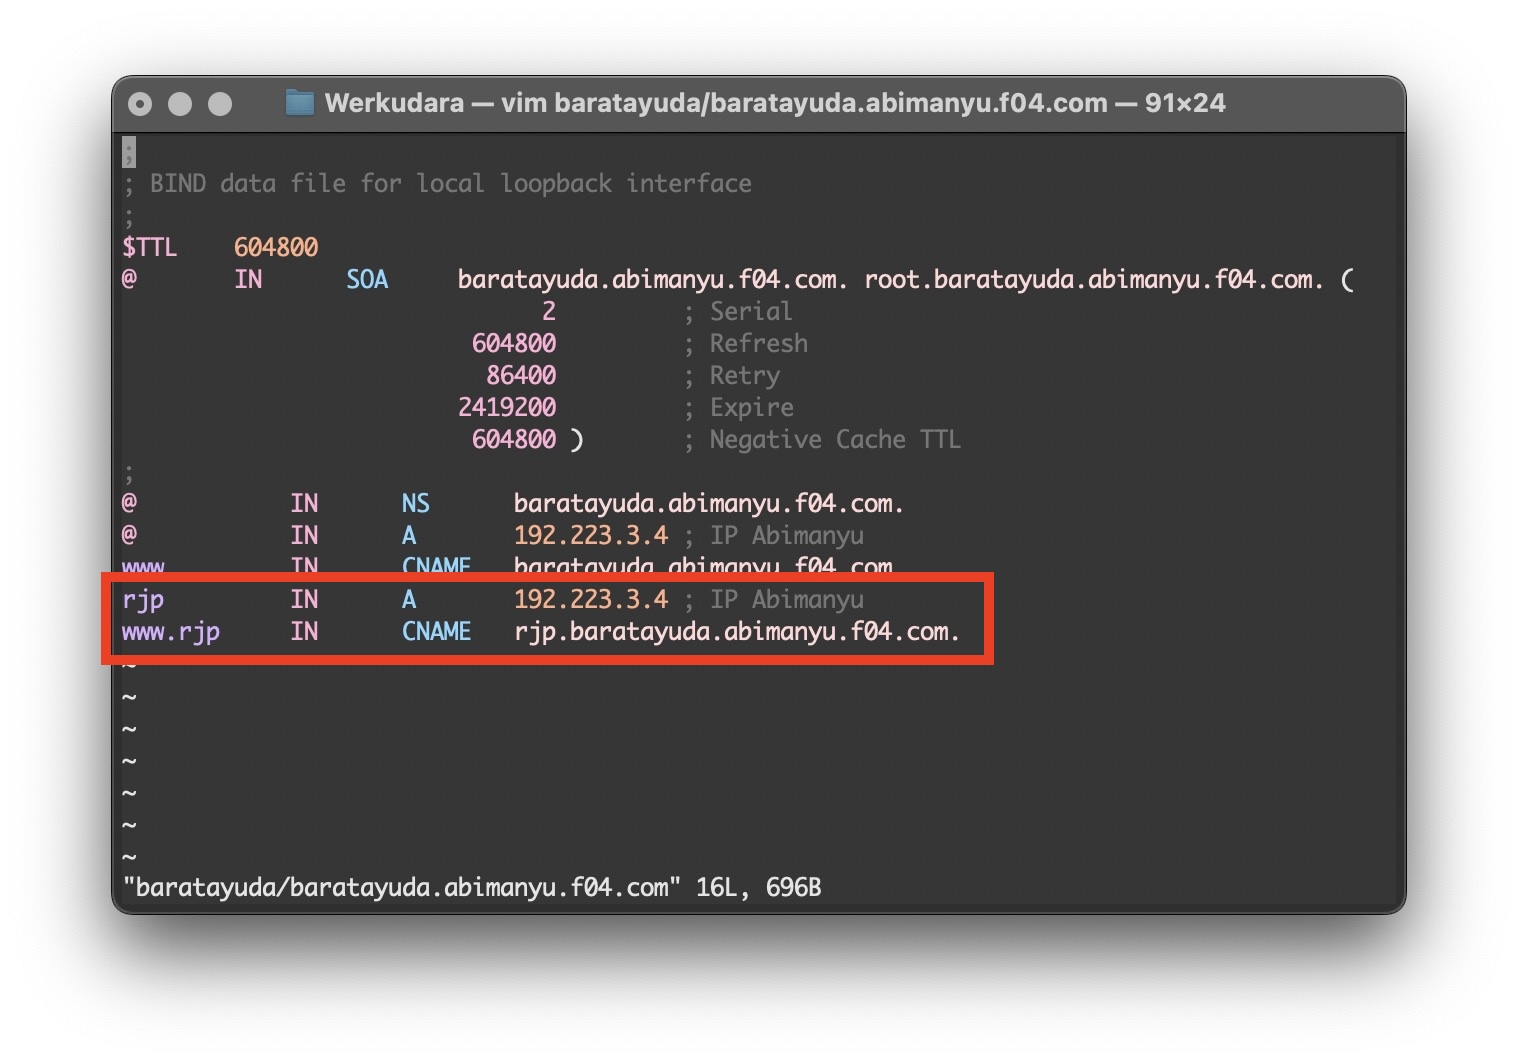 Werkudara — vim baratayuda/baratayuda.abimanyu.f04.com — 91×24
;
; BIND data file for local loopback interface
;
$TTL 604800
@ IN SOA baratayuda.abimanyu.f04.com. root.baratayuda.abimanyu.f04.com. (
2 ; Serial
604800 ; Refresh
86400 ; Retry
2419200 ; Expire
604800 ) ; Negative Cache TTL
;
@ IN NS baratayuda.abimanyu.f04.com.
@ IN A 192.223.3.4 ; IP Abimanyu
www IN CNAME baratayuda.abimanyu.f04.com
rjp IN A 192.223.3.4 ; IP Abimanyu
www.rjp IN CNAME rjp.baratayuda.abimanyu.f04.com.
~
~
~
~
~
~
~
"baratayuda/baratayuda.abimanyu.f04.com" 16L, 696B